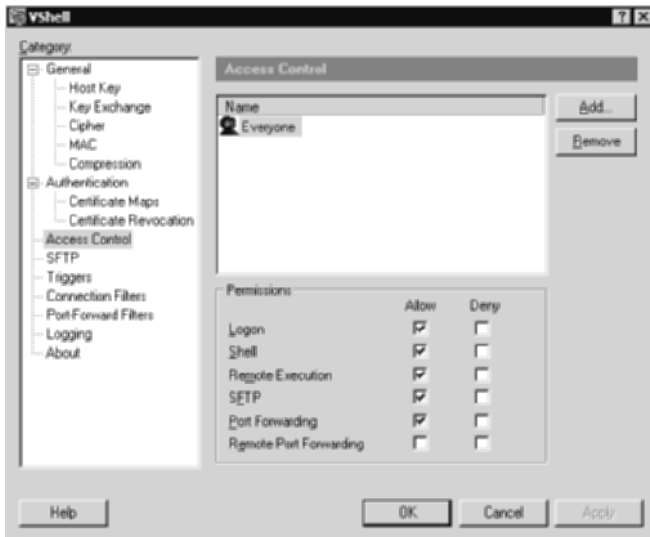 VShell
Category:
General
Host Key
Key Exchange
Cipher
MAC
Compression
Authentication
Certificate Maps
Certificate Revocation
Access Control
SFTP
Triggers
Connection Filters
Port-Forward Filters
Logging
About
Access Control
Name
Everyone
Add...
Remove
Permissions
Allow Deny
Logon
Shell
Remote Execution
SFTP
Port Forwarding
Remote Port Forwarding
Help OK Cancel Apply